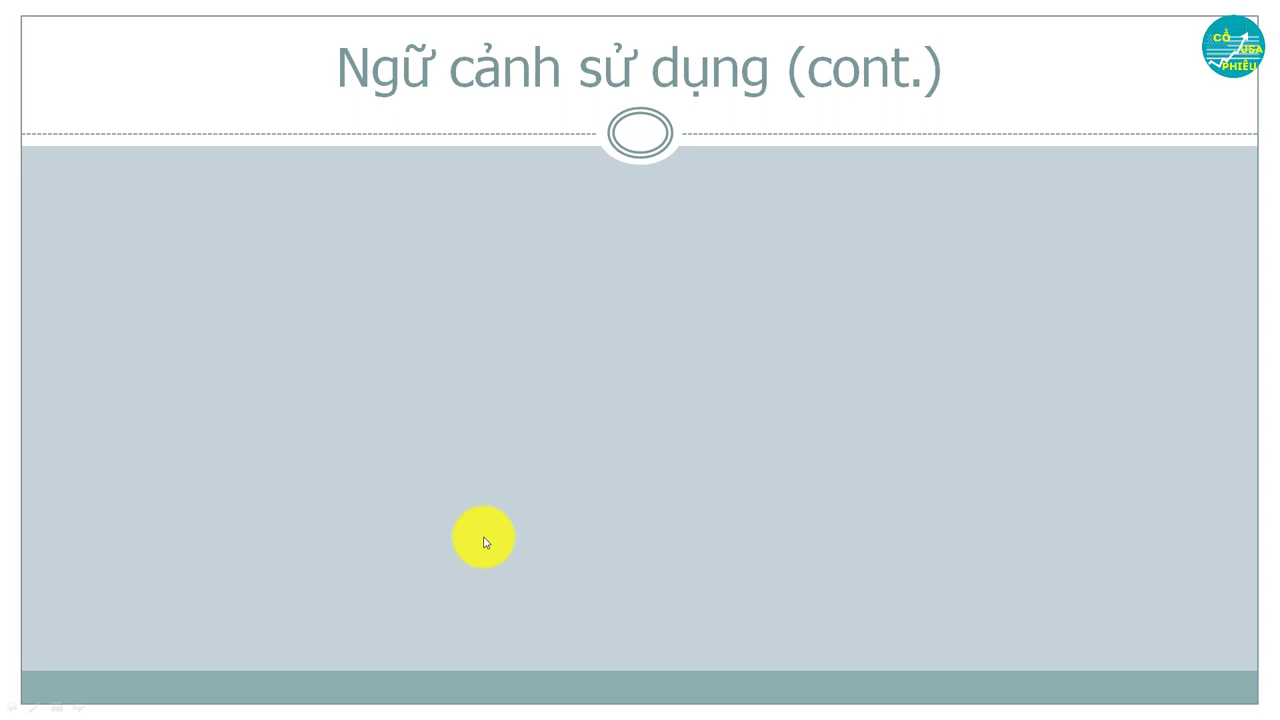 Ngữ cảnh sử dụng (cont.)
CỔ
USA
PHIẾU